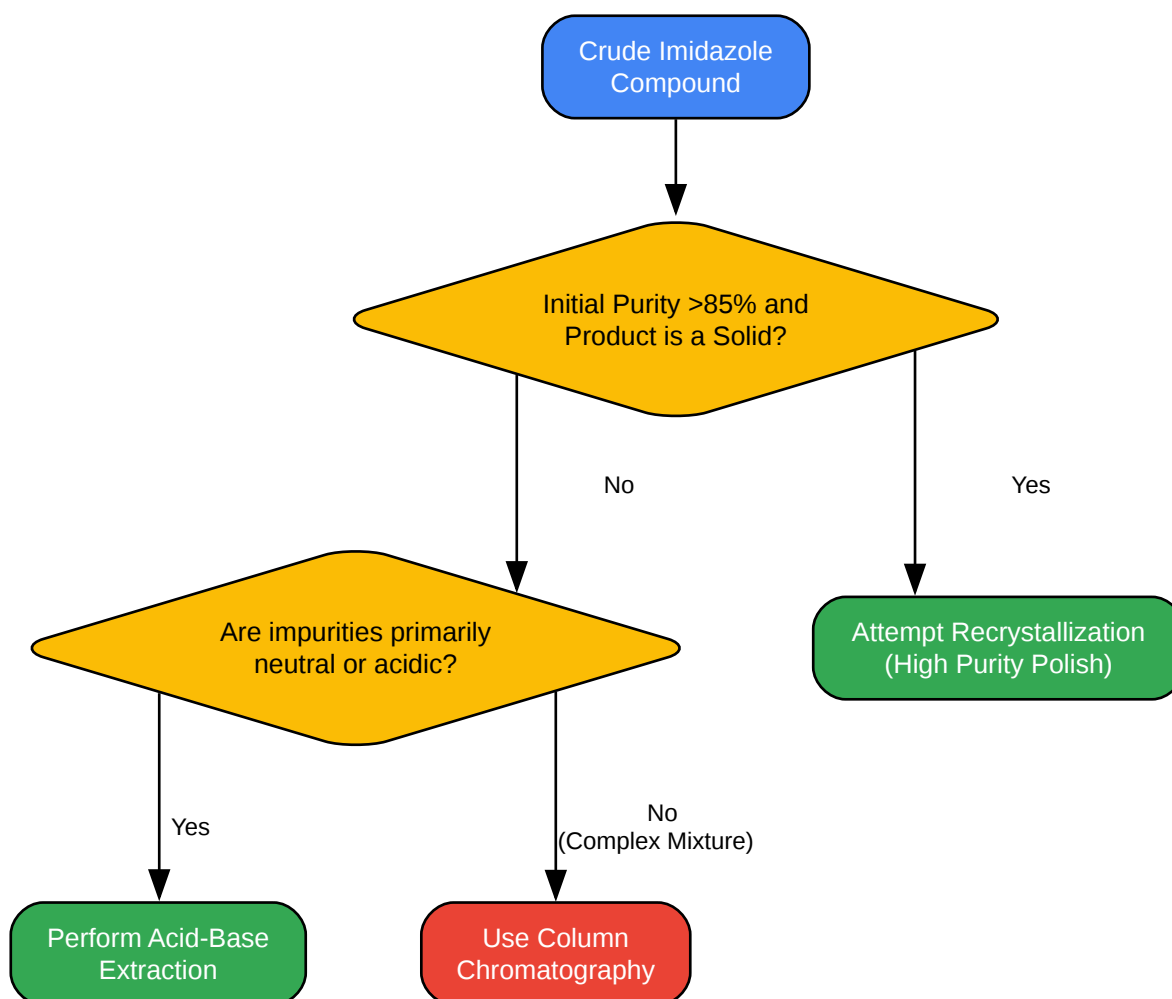 Crude Imidazole
Compound
Initial Purity >85% and
Product is a Solid?
No
Yes
Are impurities primarily
neutral or acidic?
Attempt Recrystallization
(High Purity Polish)
Yes
No
(Complex Mixture)
Perform Acid-Base
Extraction
Use Column
Chromatography